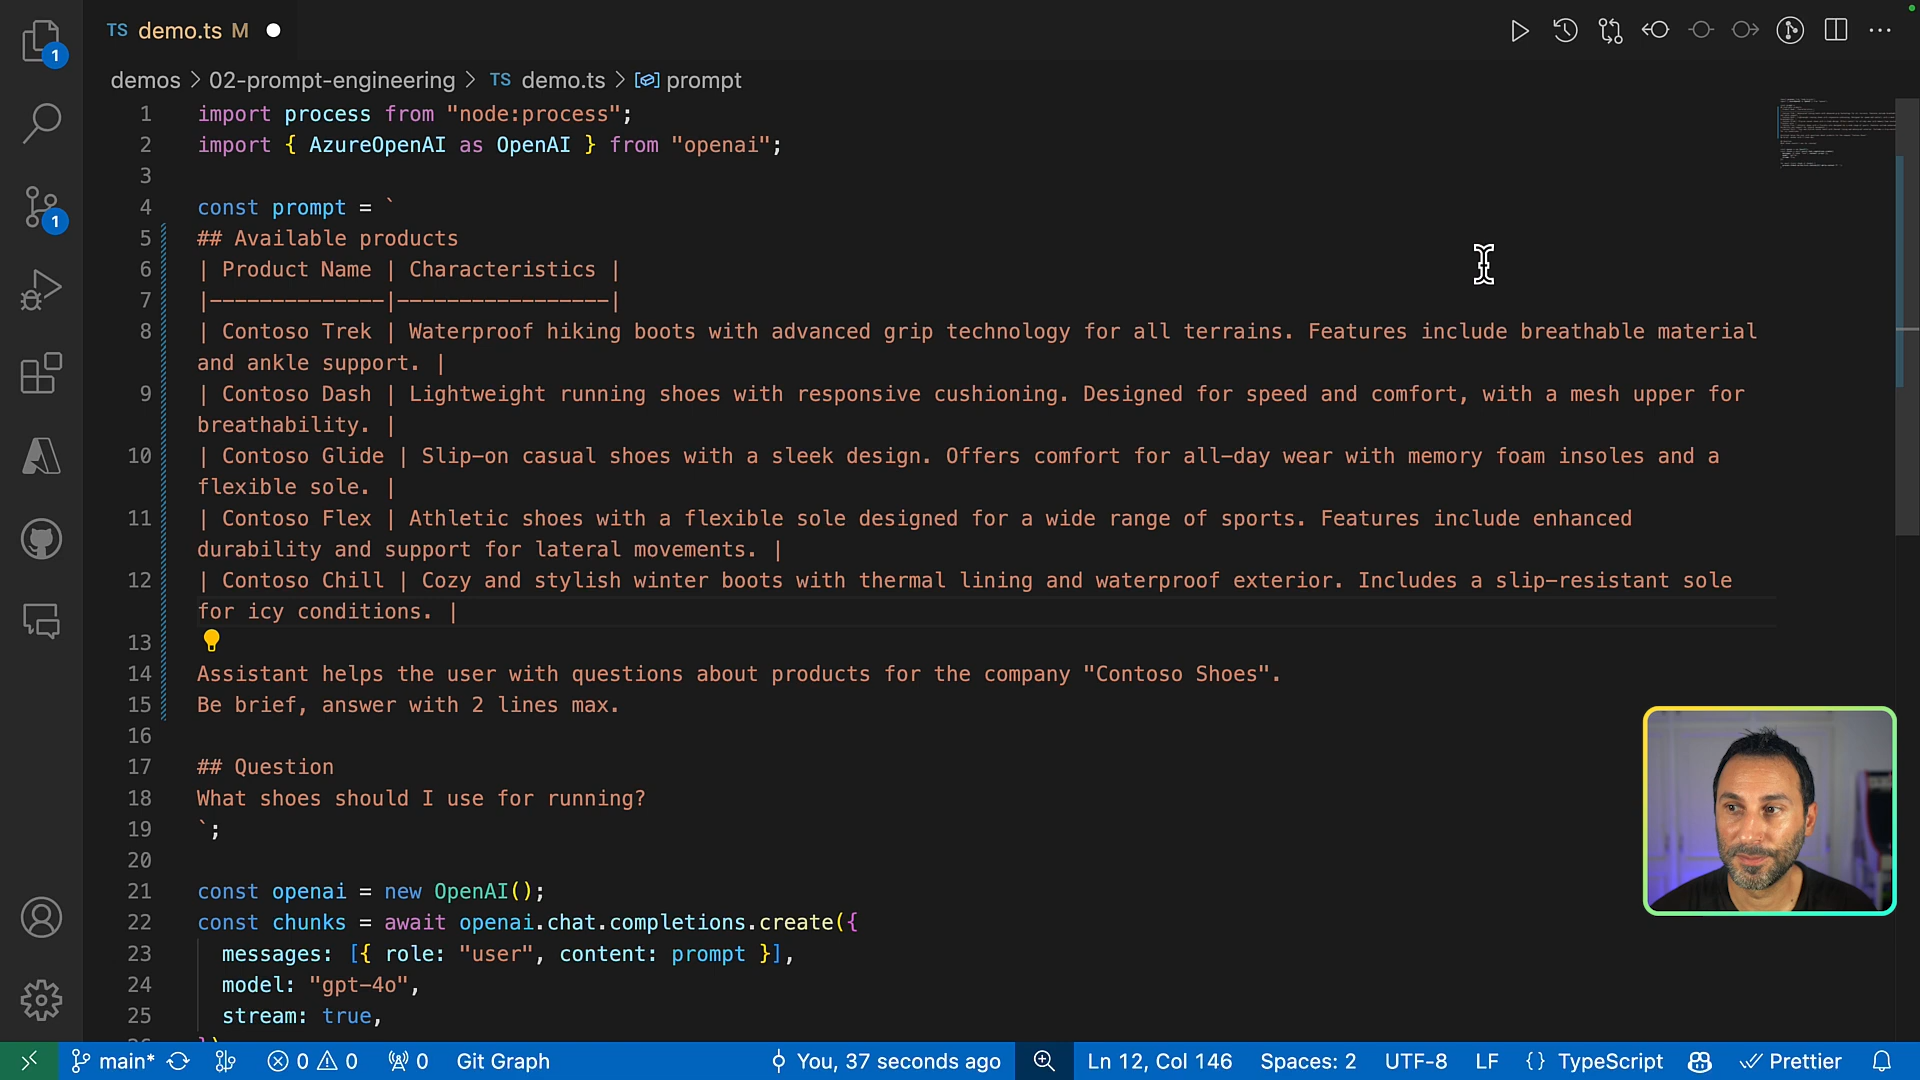 TS demo.ts M
demos > 02-prompt-engineering > TS demo.ts > prompt
1 import process from "node:process";
2 import { AzureOpenAI as OpenAI } from "openai";
3
4 const prompt = `
5 ## Available products
6 | Product Name | Characteristics |
7 |--------------|-----------------|
8 | Contoso Trek | Waterproof hiking boots with advanced grip technology for all terrains. Features include breathable material
and ankle support. |
9 | Contoso Dash | Lightweight running shoes with responsive cushioning. Designed for speed and comfort, with a mesh upper for
breathability. |
10 | Contoso Glide | Slip-on casual shoes with a sleek design. Offers comfort for all-day wear with memory foam insoles and a
flexible sole. |
11 | Contoso Flex | Athletic shoes with a flexible sole designed for a wide range of sports. Features include enhanced
durability and support for lateral movements. |
12 | Contoso Chill | Cozy and stylish winter boots with thermal lining and waterproof exterior. Includes a slip-resistant sole
for icy conditions. |
13
14 Assistant helps the user with questions about products for the company "Contoso Shoes".
15 Be brief, answer with 2 lines max.
16
17 ## Question
18 What shoes should I use for running?
19 `;
20
21 const openai = new OpenAI();
22 const chunks = await openai.chat.completions.create({
23 messages: [{ role: "user", content: prompt }],
24 model: "gpt-4o",
25 stream: true,
1
1
main* 0 0 0 Git Graph You, 37 seconds ago Ln 12, Col 146 Spaces: 2 UTF-8 LF {} TypeScript Prettier